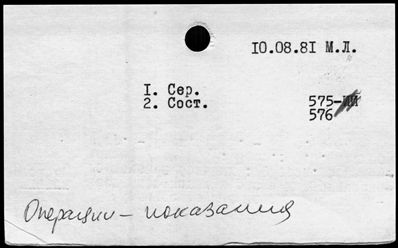 10.08.81 М.Л.
1. Сер.
2. Сост. 575-
576
Операции - показания